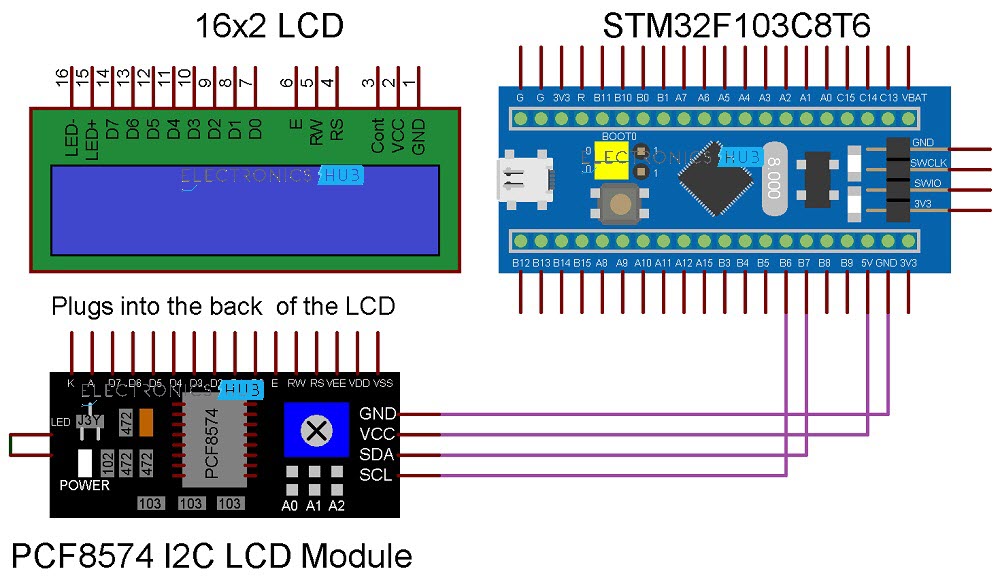 16x2 LCD
STM32F103C8T6
16 15 14 13 12 11 10 9 8 7 6 5 4 3 2 1
LED- LED+ D7 D6 D5 D4 D3 D2 D1 D0 E RW RS Cont VCC GND
ELECTRONICS HUB
G G 3V3 R B11 B10 B0 B1 A7 A6 A5 A4 A3 A2 A1 A0 C15 C14 C13 VBAT
BOOT0
0 1
0 1
ELECTRONICS HUB
8.000
GND
SWCLK
SWIO
3V3
B12 B13 B14 B15 A8 A9 A10 A11 A12 A15 B3 B4 B5 B6 B7 B8 B9 5V GND 3V3
Plugs into the back of the LCD
K A D7 D6 D5 D4 D3 D2 E RW RS VEE VDD VSS
ELECTRONICS HUB
LED
J3Y
472
PCF8574
102 472 472
POWER
103 103 103
A0 A1 A2
GND
VCC
SDA
SCL
PCF8574 I2C LCD Module